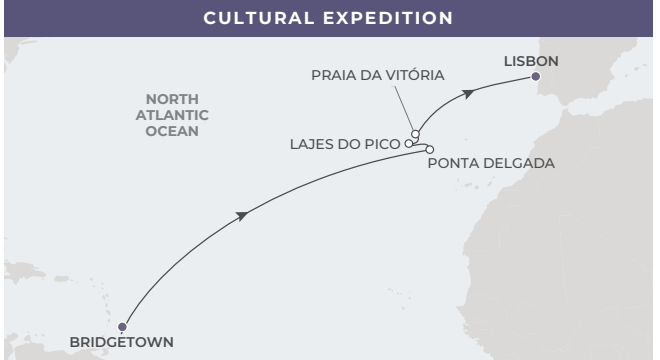 CULTURAL EXPEDITION
LISBON
PRAIA DA VITÓRIA
NORTH
ATLANTIC
OCEAN
LAJES DO PICO
PONTA DELGADA
BRIDGETOWN